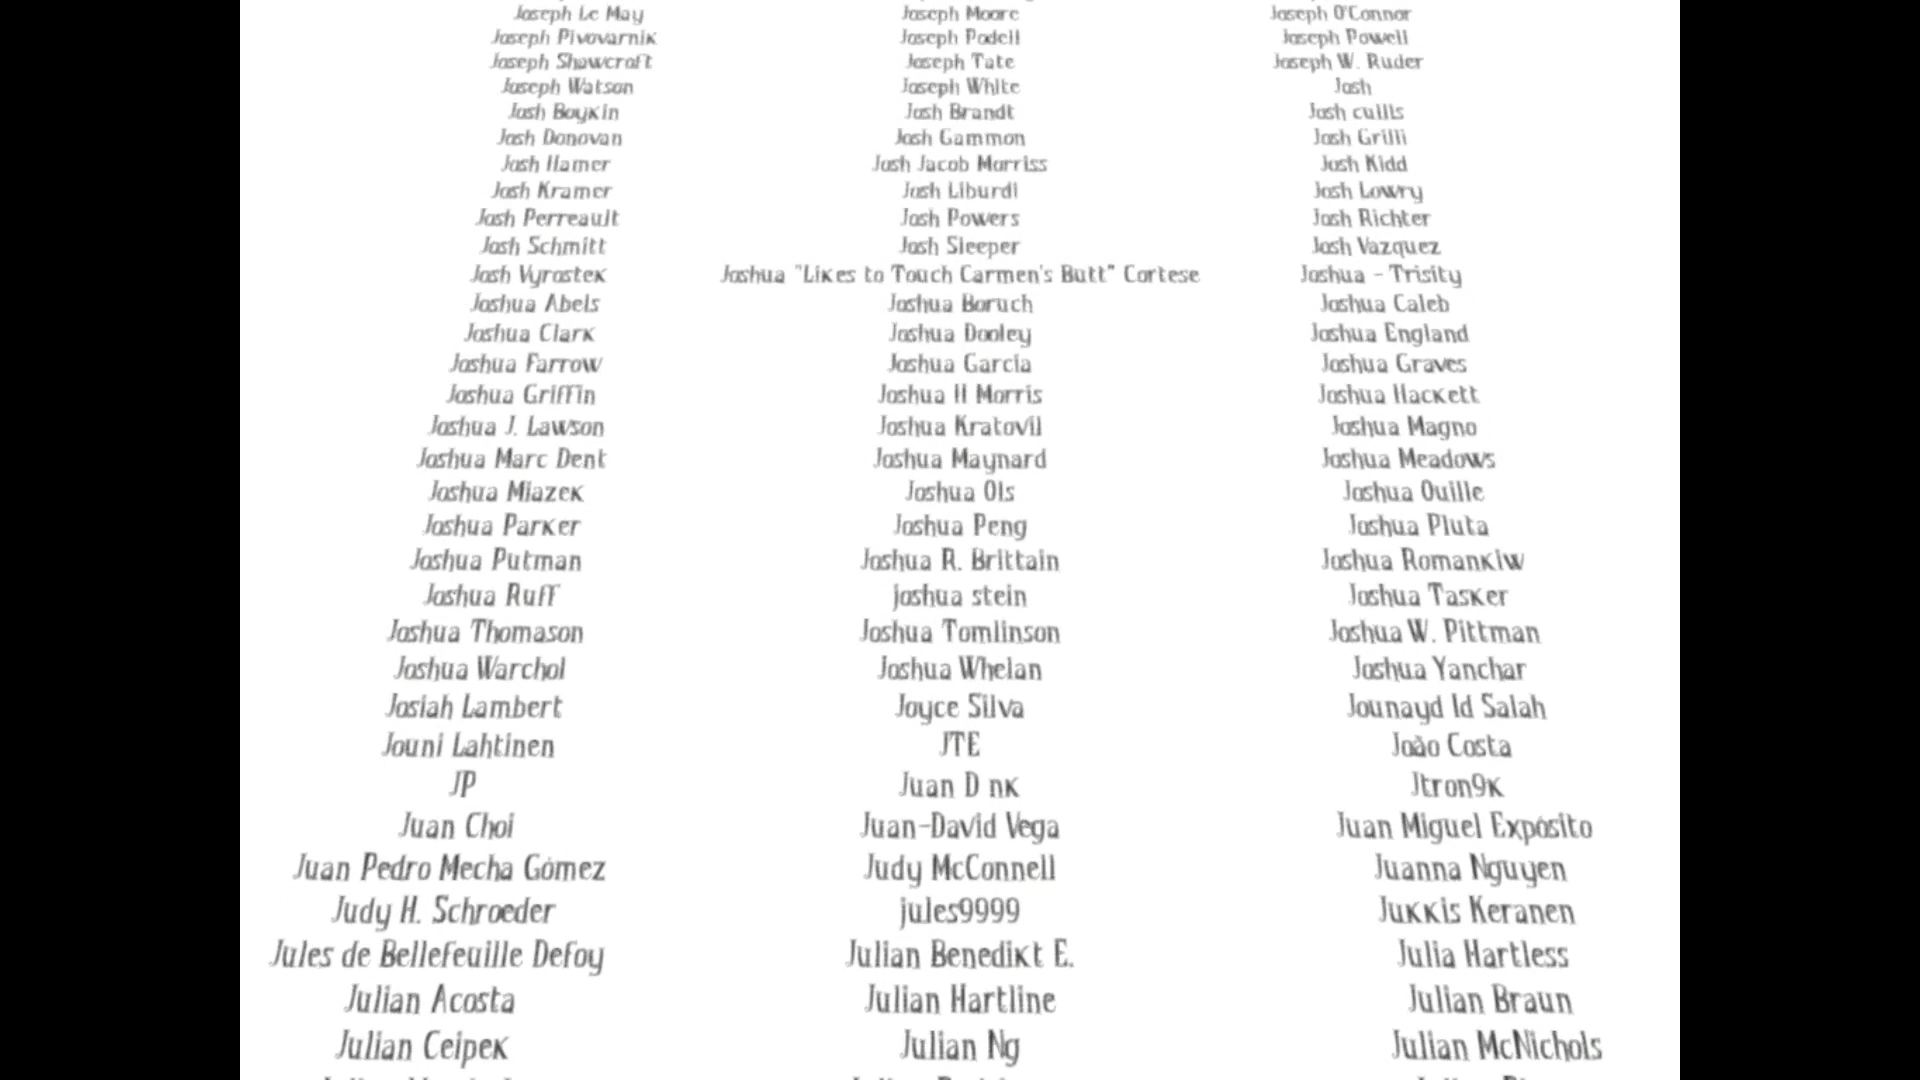 Joseph Le May Joseph Moore Joseph O'Connor
Joseph Pivovarnik Joseph Podell Joseph Powell
Joseph Shawcroft Joseph Tate Joseph W. Ruder
Joseph Watson Joseph White Josh
Josh Boykin Josh Brandt Josh cullis
Josh Donovan Josh Gammon Josh Grilli
Josh Hamer Josh Jacob Morriss Josh Kidd
Josh Kramer Josh Liburdi Josh Lowry
Josh Perreault Josh Powers Josh Richter
Josh Schmitt Josh Sleeper Josh Vazquez
Josh Vyrostek Joshua "Likes to Touch Carmen's Butt" Cortese Joshua - Trisity
Joshua Abels Joshua Boruch Joshua Caleb
Joshua Clark Joshua Dooley Joshua England
Joshua Farrow Joshua Garcia Joshua Graves
Joshua Griffin Joshua H Morris Joshua Hackett
Joshua J. Lawson Joshua Kratovil Joshua Magno
Joshua Marc Dent Joshua Maynard Joshua Meadows
Joshua Miazek Joshua Ols Joshua Ouille
Joshua Parker Joshua Peng Joshua Pluta
Joshua Putman Joshua R. Brittain Joshua Romankiw
Joshua Ruff joshua stein Joshua Tasker
Joshua Thomason Joshua Tomlinson Joshua W. Pittman
Joshua Warchol Joshua Whelan Joshua Yanchar
Josiah Lambert Joyce Silva Jounayd Id Salah
Jouni Lahtinen JTE João Costa
JP Juan D nk Jtron9k
Juan Choi Juan-David Vega Juan Miguel Expósito
Juan Pedro Mecha Gómez Judy McConnell Juanna Nguyen
Judy H. Schroeder jules9999 Jukkis Keranen
Jules de Bellefeuille Defoy Julian Benedikt E. Julia Hartless
Julian Acosta Julian Hartline Julian Braun
Julian Ceipek Julian Ng Julian McNichols